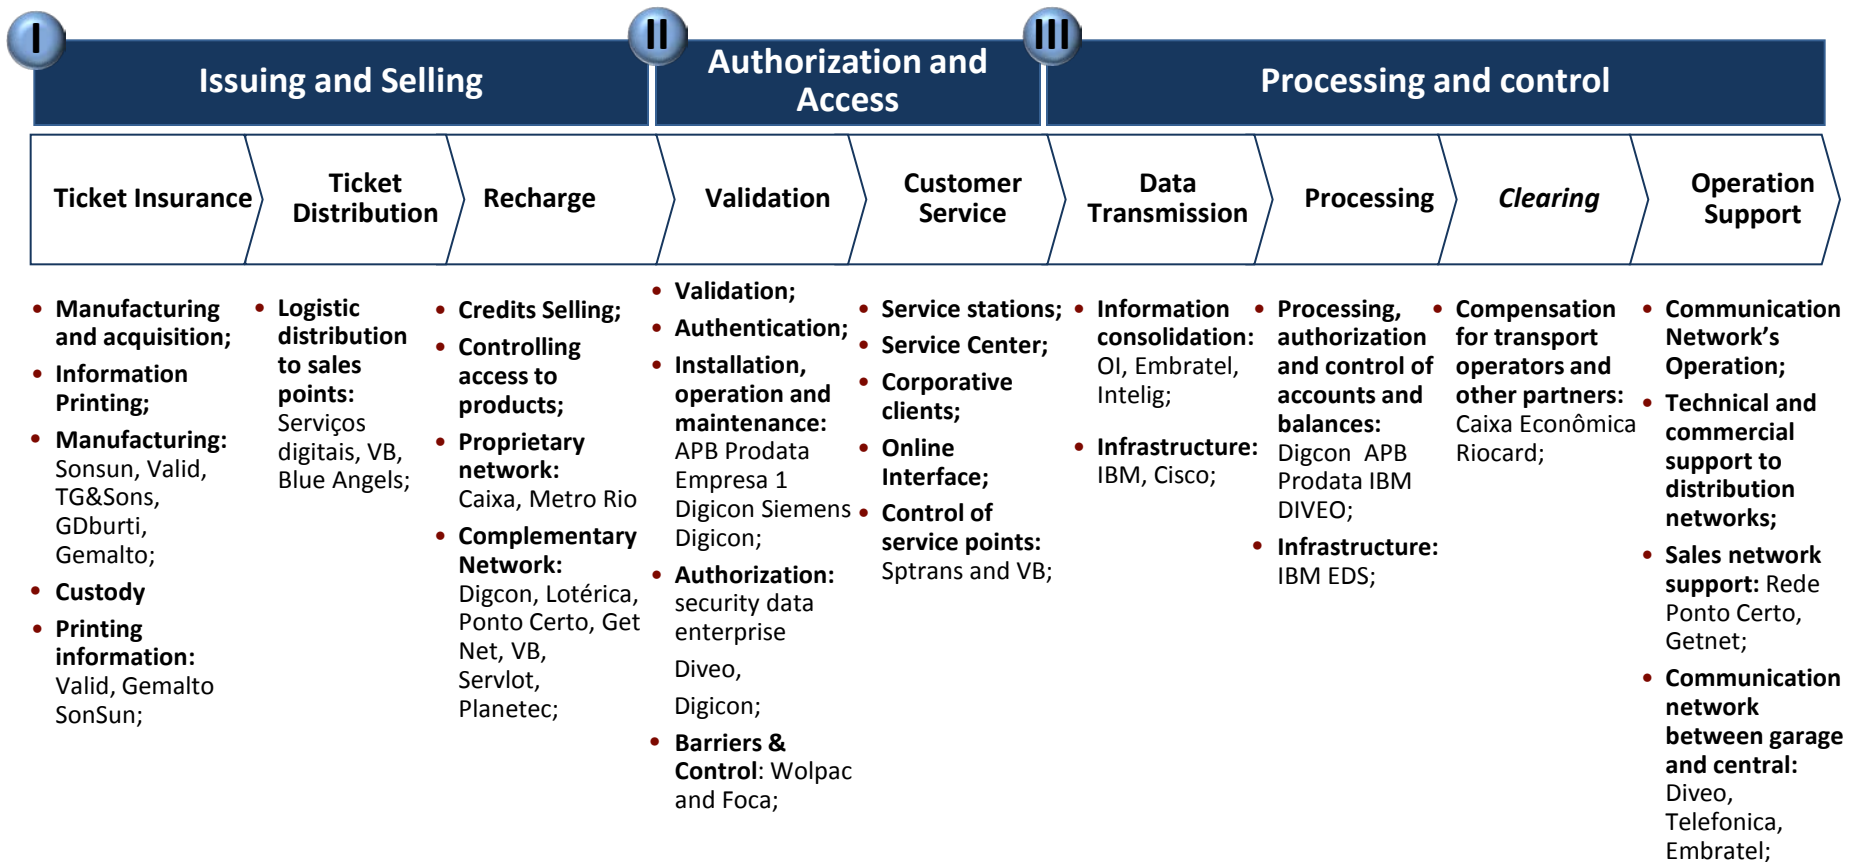 I
II
III
Issuing and Selling
Authorization and
Access
Processing and control
Ticket Insurance
Ticket
Distribution
Recharge
Validation
Customer
Service
Data
Transmission
Processing
Clearing
Operation
Support
• Manufacturing
and acquisition;
• Information
Printing;
• Manufacturing:
Sonsun, Valid,
TG&Sons,
GDburti,
Gemalto;
• Custody
• Printing
information:
Valid, Gemalto
SonSun;
• Logistic
distribution
to sales
points:
Serviços
digitais, VB,
Blue Angels;
• Credits Selling;
• Controlling
access to
products;
• Proprietary
network:
Caixa, Metro Rio
• Complementary
Network:
Digcon, Lotérica,
Ponto Certo, Get
Net, VB,
Servlot,
Planetec;
• Validation;
• Authentication;
• Installation,
operation and
maintenance:
APB Prodata
Empresa 1
Digicon Siemens
Digicon;
• Authorization:
security data
enterprise
Diveo,
Digicon;
• Barriers &
Control: Wolpac
and Foca;
• Service stations;
• Service Center;
• Corporative
clients;
• Online
Interface;
• Control of
service points:
Sptrans and VB;
• Information
consolidation:
OI, Embratel,
Intelig;
• Infrastructure:
IBM, Cisco;
• Processing,
authorization
and control of
accounts and
balances:
Digcon APB
Prodata IBM
DIVEO;
• Infrastructure:
IBM EDS;
• Compensation
for transport
operators and
other partners:
Caixa Econômica
Riocard;
• Communication
Network’s
Operation;
• Technical and
commercial
support to
distribution
networks;
• Sales network
support: Rede
Ponto Certo,
Getnet;
• Communication
network
between garage
and central:
Diveo,
Telefonica,
Embratel;